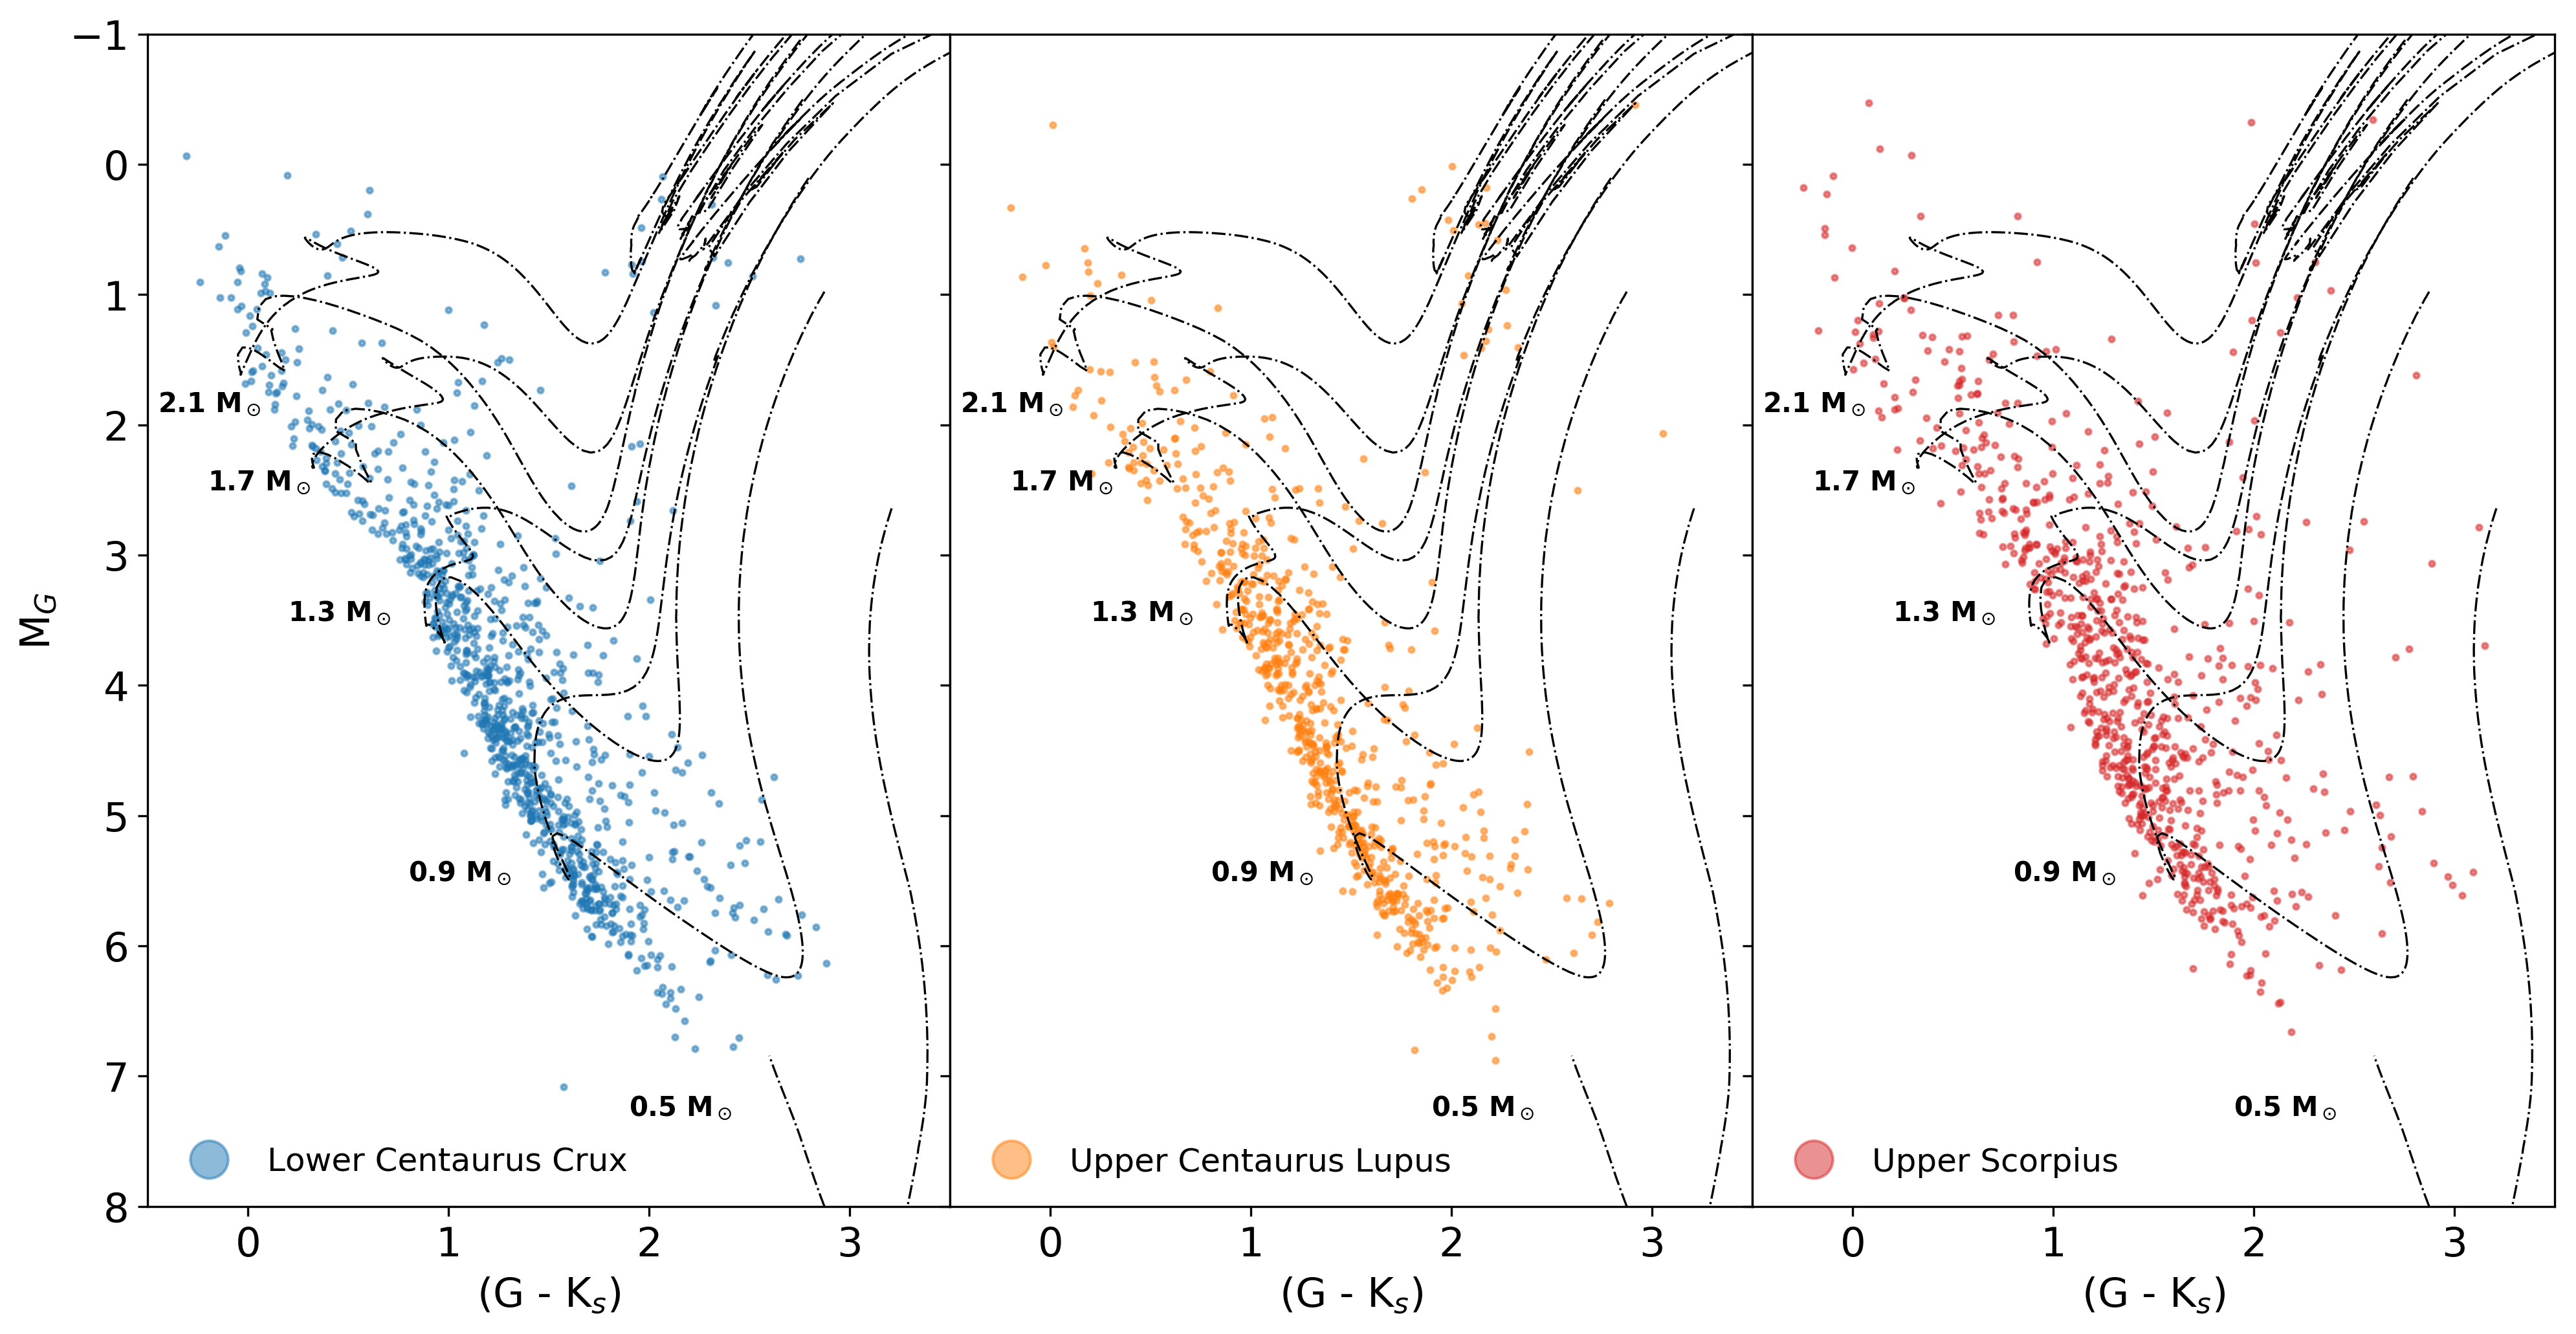 −1
0
1
2
3
4
5
6
7
8
M_G
2.1 M⊙
1.7 M⊙
1.3 M⊙
0.9 M⊙
0.5 M⊙
Lower Centaurus Crux
0 1 2 3
(G - K_s)
2.1 M⊙
1.7 M⊙
1.3 M⊙
0.9 M⊙
0.5 M⊙
Upper Centaurus Lupus
0 1 2 3
(G - K_s)
2.1 M⊙
1.7 M⊙
1.3 M⊙
0.9 M⊙
0.5 M⊙
Upper Scorpius
0 1 2 3
(G - K_s)